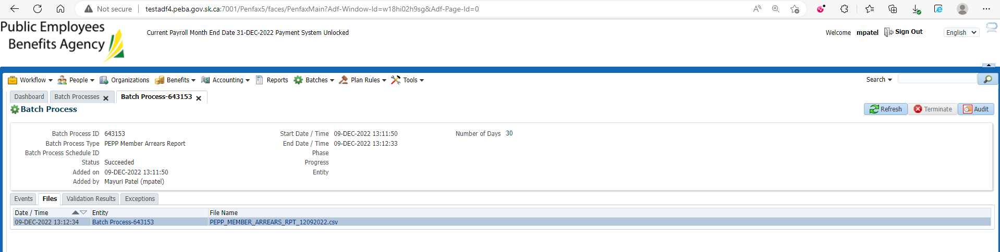 Not secure testadf4.peba.gov.sk.ca:7001/Penfax5/faces/PenfaxMain?Adf-Window-Id=w18hi02h9sg&Adf-Page-Id=0
Public Employees
Benefits Agency
Current Payroll Month End Date 31-DEC-2022 Payment System Unlocked
Welcome mpatel Sign Out English
Workflow People Organizations Benefits Accounting Reports Batches Plan Rules Tools Search
Dashboard Batch Processes Batch Process-643153
Batch Process
Refresh Terminate Audit
Batch Process ID 643153 Start Date / Time 09-DEC-2022 13:11:50 Number of Days 30
Batch Process Type PEPP Member Arrears Report End Date / Time 09-DEC-2022 13:12:33
Batch Process Schedule ID Phase
Status Succeeded Progress
Added on 09-DEC-2022 13:11:50 Entity
Added by Mayuri Patel (mpatel)
Events Files Validation Results Exceptions
Date / Time Entity File Name
09-DEC-2022 13:12:34 Batch Process-643153 PEPP_MEMBER_ARREARS_RPT_12092022.csv